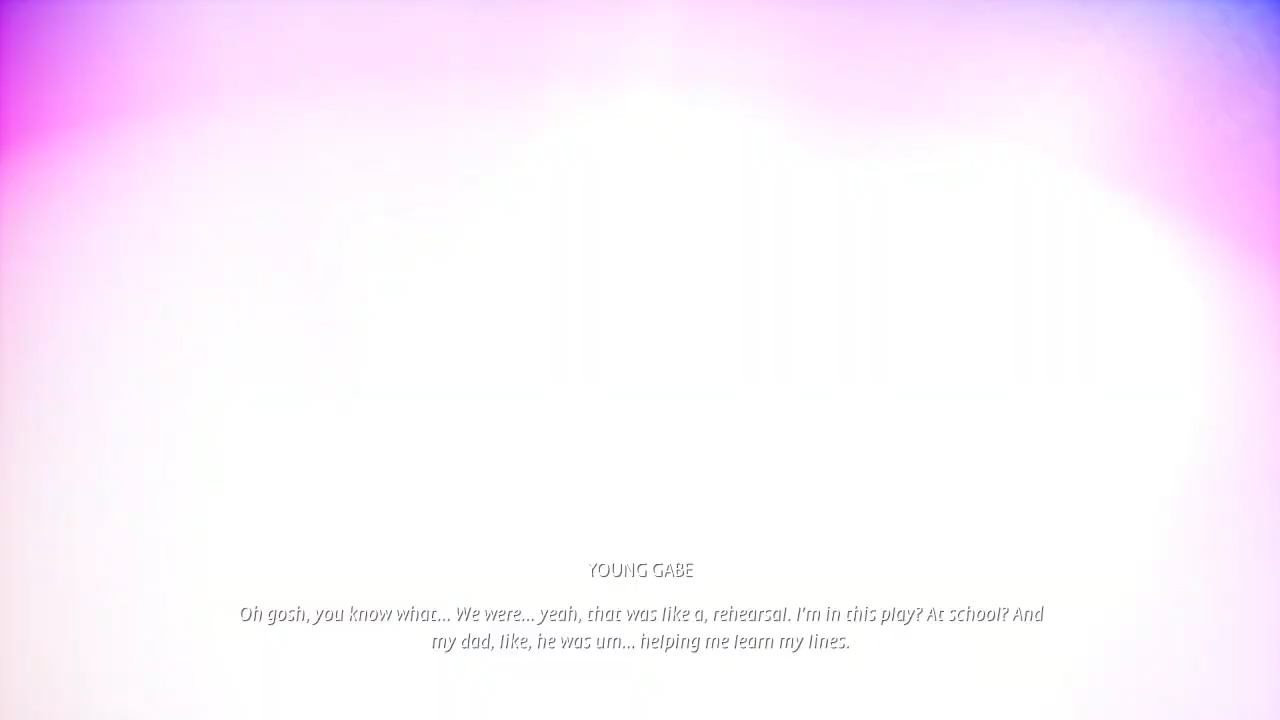 YOUNG GABE
Oh gosh, you know what... We were... yeah, that was like a, rehearsal. I'm in this play? At school? And
my dad, like, he was um... helping me learn my lines.